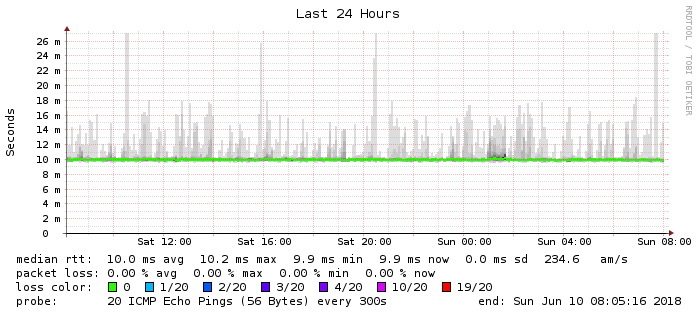 Last 24 Hours
RRDTOOL / TOBI OETIKER
Seconds
26 m
24 m
22 m
20 m
18 m
16 m
14 m
12 m
10 m
8 m
6 m
4 m
2 m
0
Sat 12:00 Sat 16:00 Sat 20:00 Sun 00:00 Sun 04:00 Sun 08:00
median rtt: 10.0 ms avg 10.2 ms max 9.9 ms min 9.9 ms now 0.0 ms sd 234.6 am/s
packet loss: 0.00 % avg 0.00 % max 0.00 % min 0.00 % now
loss color: 0 1/20 2/20 3/20 4/20 10/20 19/20
probe: 20 ICMP Echo Pings (56 Bytes) every 300s end: Sun Jun 10 08:05:16 2018